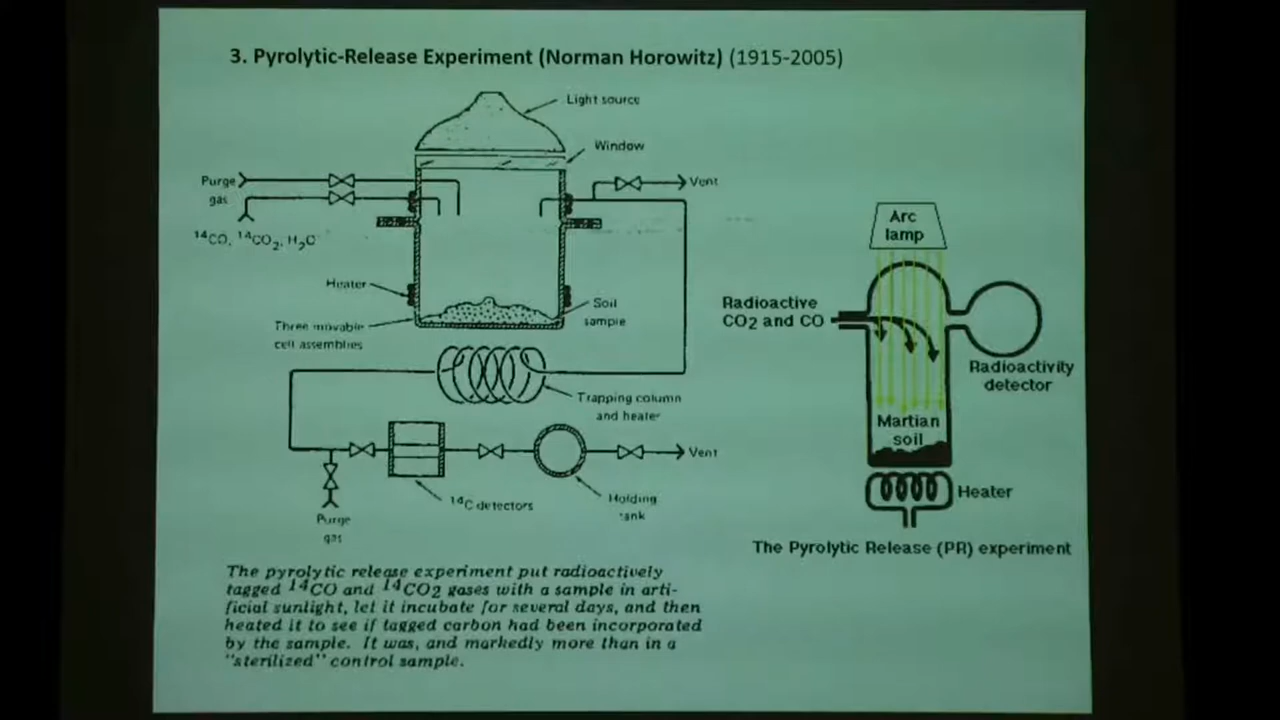 3. Pyrolytic-Release Experiment (Norman Horowitz) (1915-2005)
Light source
Window
Purge
gas
Vent
¹⁴CO, ¹⁴CO₂, H₂O
Heater
Soil
sample
Three movable
cell assemblies
Trapping column
and heater
Vent
¹⁴C detectors
Holding
tank
Purge
gas
Arc
lamp
Radioactive
CO₂ and CO
Radioactivity
detector
Martian
soil
Heater
The Pyrolytic Release (PR) experiment
The pyrolytic release experiment put radioactively
tagged ¹⁴CO and ¹⁴CO₂ gases with a sample in arti-
ficial sunlight, let it incubate for several days, and then
heated it to see if tagged carbon had been incorporated
by the sample. It was, and markedly more than in a
"sterilized" control sample.